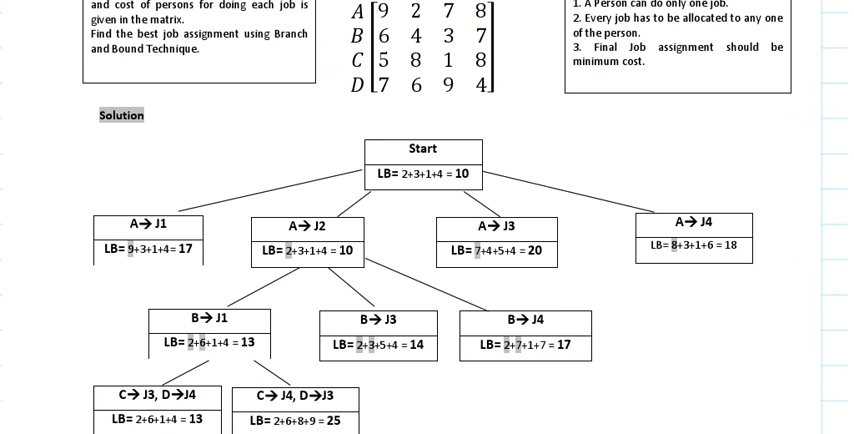 and cost of persons for doing each job is
given in the matrix.
Find the best job assignment using Branch
and Bound Technique.
A 9 2 7 8
B 6 4 3 7
C 5 8 1 8
D 7 6 9 4
1. A Person can do only one job.
2. Every job has to be allocated to any one
of the person.
3. Final Job assignment should be
minimum cost.
Solution
Start
LB= 2+3+1+4 = 10
A→ J1
LB= 9+3+1+4= 17
A→ J2
LB= 2+3+1+4 = 10
A→ J3
LB= 7+4+5+4 = 20
A→ J4
LB= 8+3+1+6 = 18
B→ J1
LB= 2+6+1+4 = 13
B→ J3
LB= 2+3+5+4 = 14
B→ J4
LB= 2+7+1+7 = 17
C→ J3, D→J4
LB= 2+6+1+4 = 13
C→ J4, D→J3
LB= 2+6+8+9 = 25